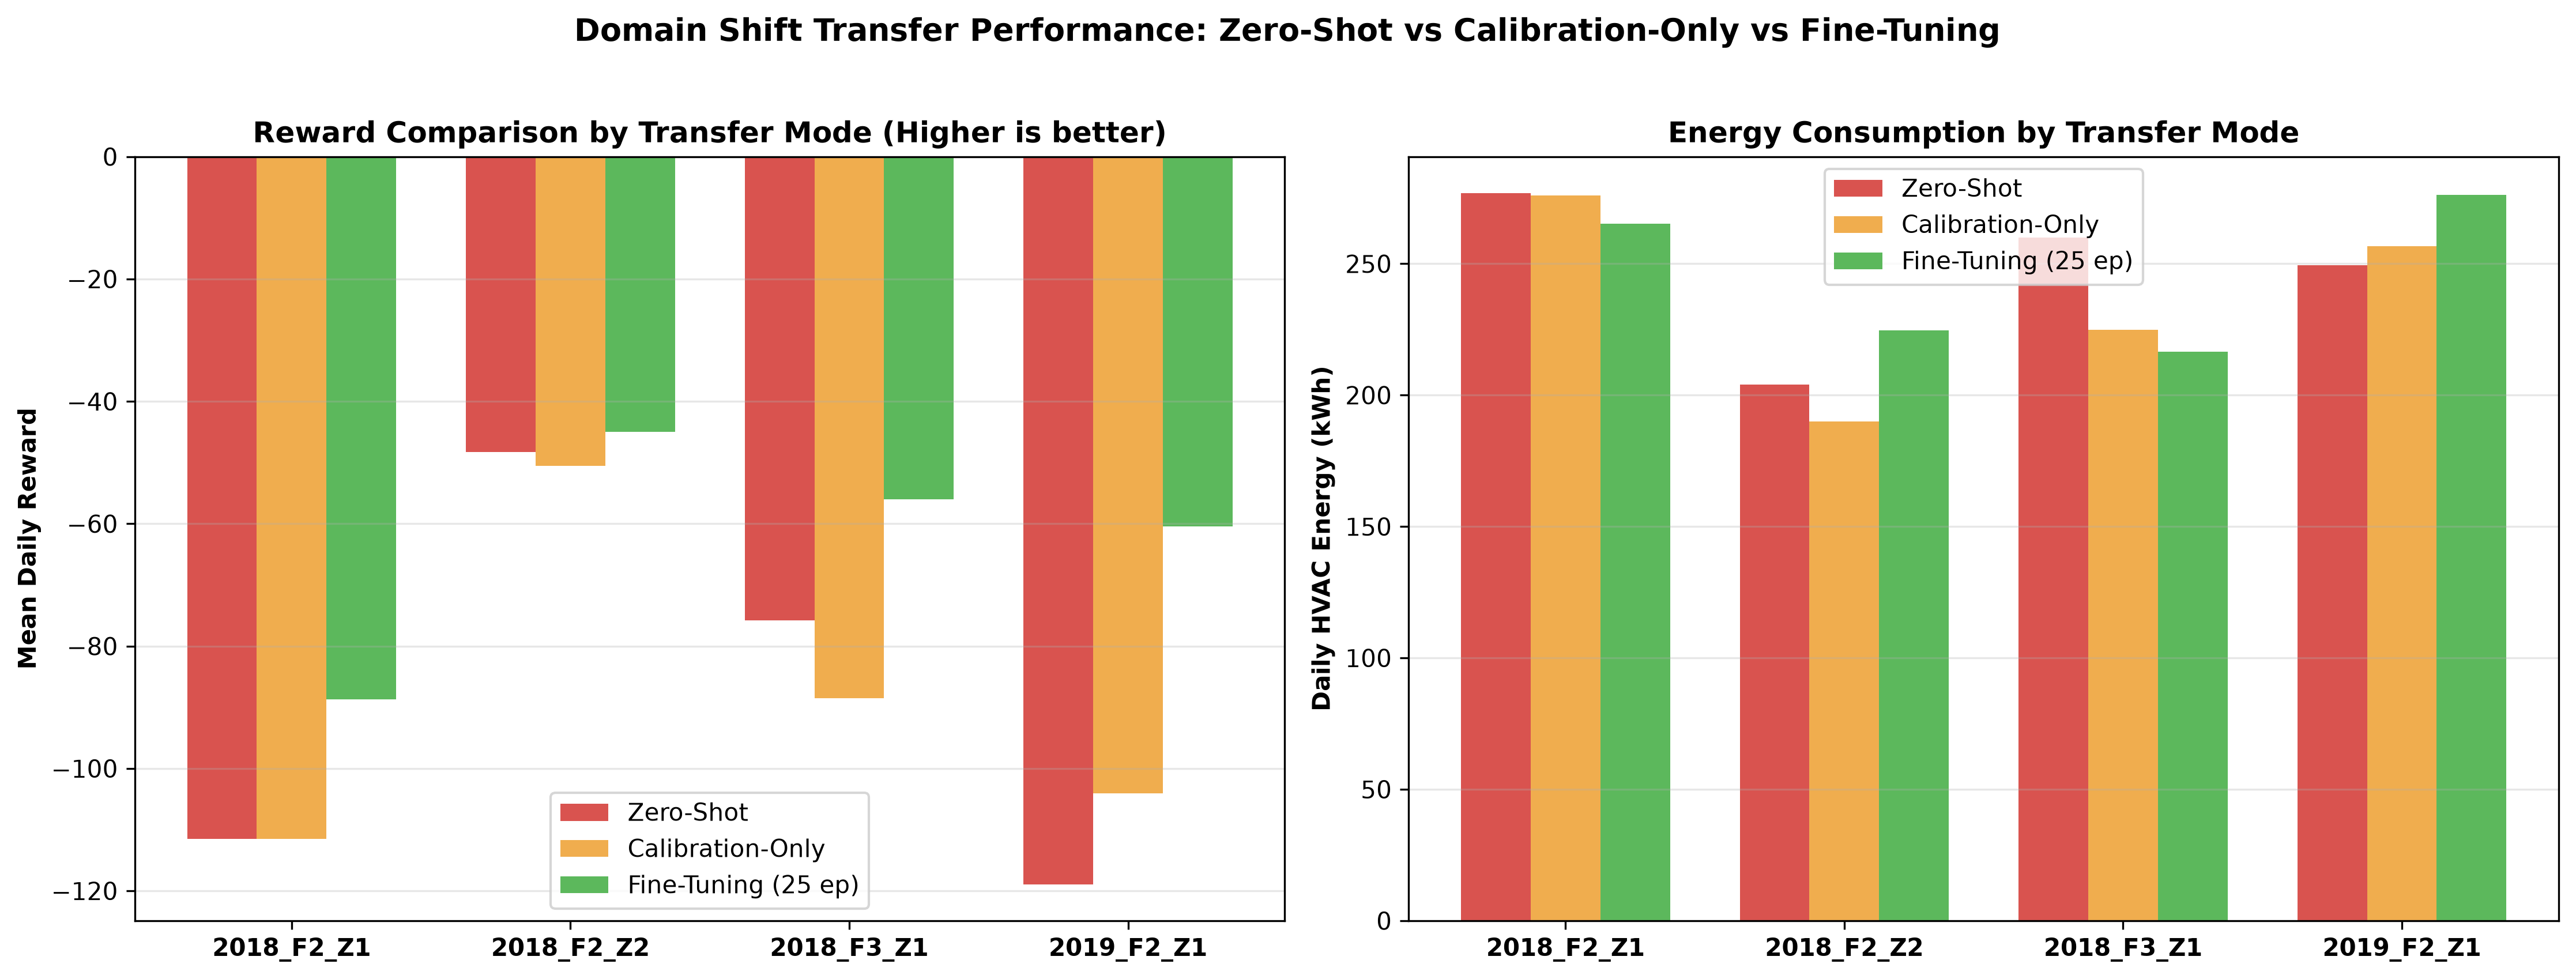 Domain Shift Transfer Performance: Zero-Shot vs Calibration-Only vs Fine-Tuning
Reward Comparison by Transfer Mode (Higher is better)
Mean Daily Reward
0
−20
−40
−60
−80
−100
−120
Zero-Shot
Calibration-Only
Fine-Tuning (25 ep)
2018_F2_Z1
2018_F2_Z2
2018_F3_Z1
2019_F2_Z1
Energy Consumption by Transfer Mode
Daily HVAC Energy (kWh)
250
200
150
100
50
0
Zero-Shot
Calibration-Only
Fine-Tuning (25 ep)
2018_F2_Z1
2018_F2_Z2
2018_F3_Z1
2019_F2_Z1